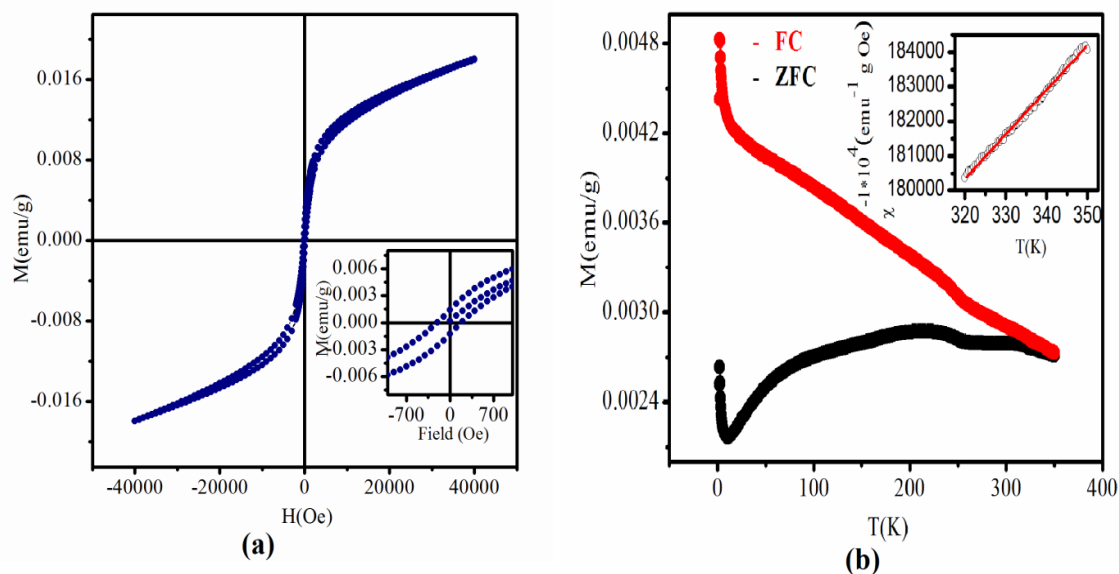 (a)
M(emu/g)
0.016
0.008
0.000
-0.008
-0.016
-40000 -20000 0 20000 40000
H(Oe)
M(emu/g)
0.006
0.003
0.000
-0.003
-0.006
-700 0 700
Field (Oe)
(a)
M(emu/g)
0.0048
0.0042
0.0036
0.0030
0.0024
0 100 200 300 400
T(K)
- FC
- ZFC
χ -1*10^4 (emu^-1 g Oe)
184000
183000
182000
181000
180000
320 330 340 350
T(K)
(b)